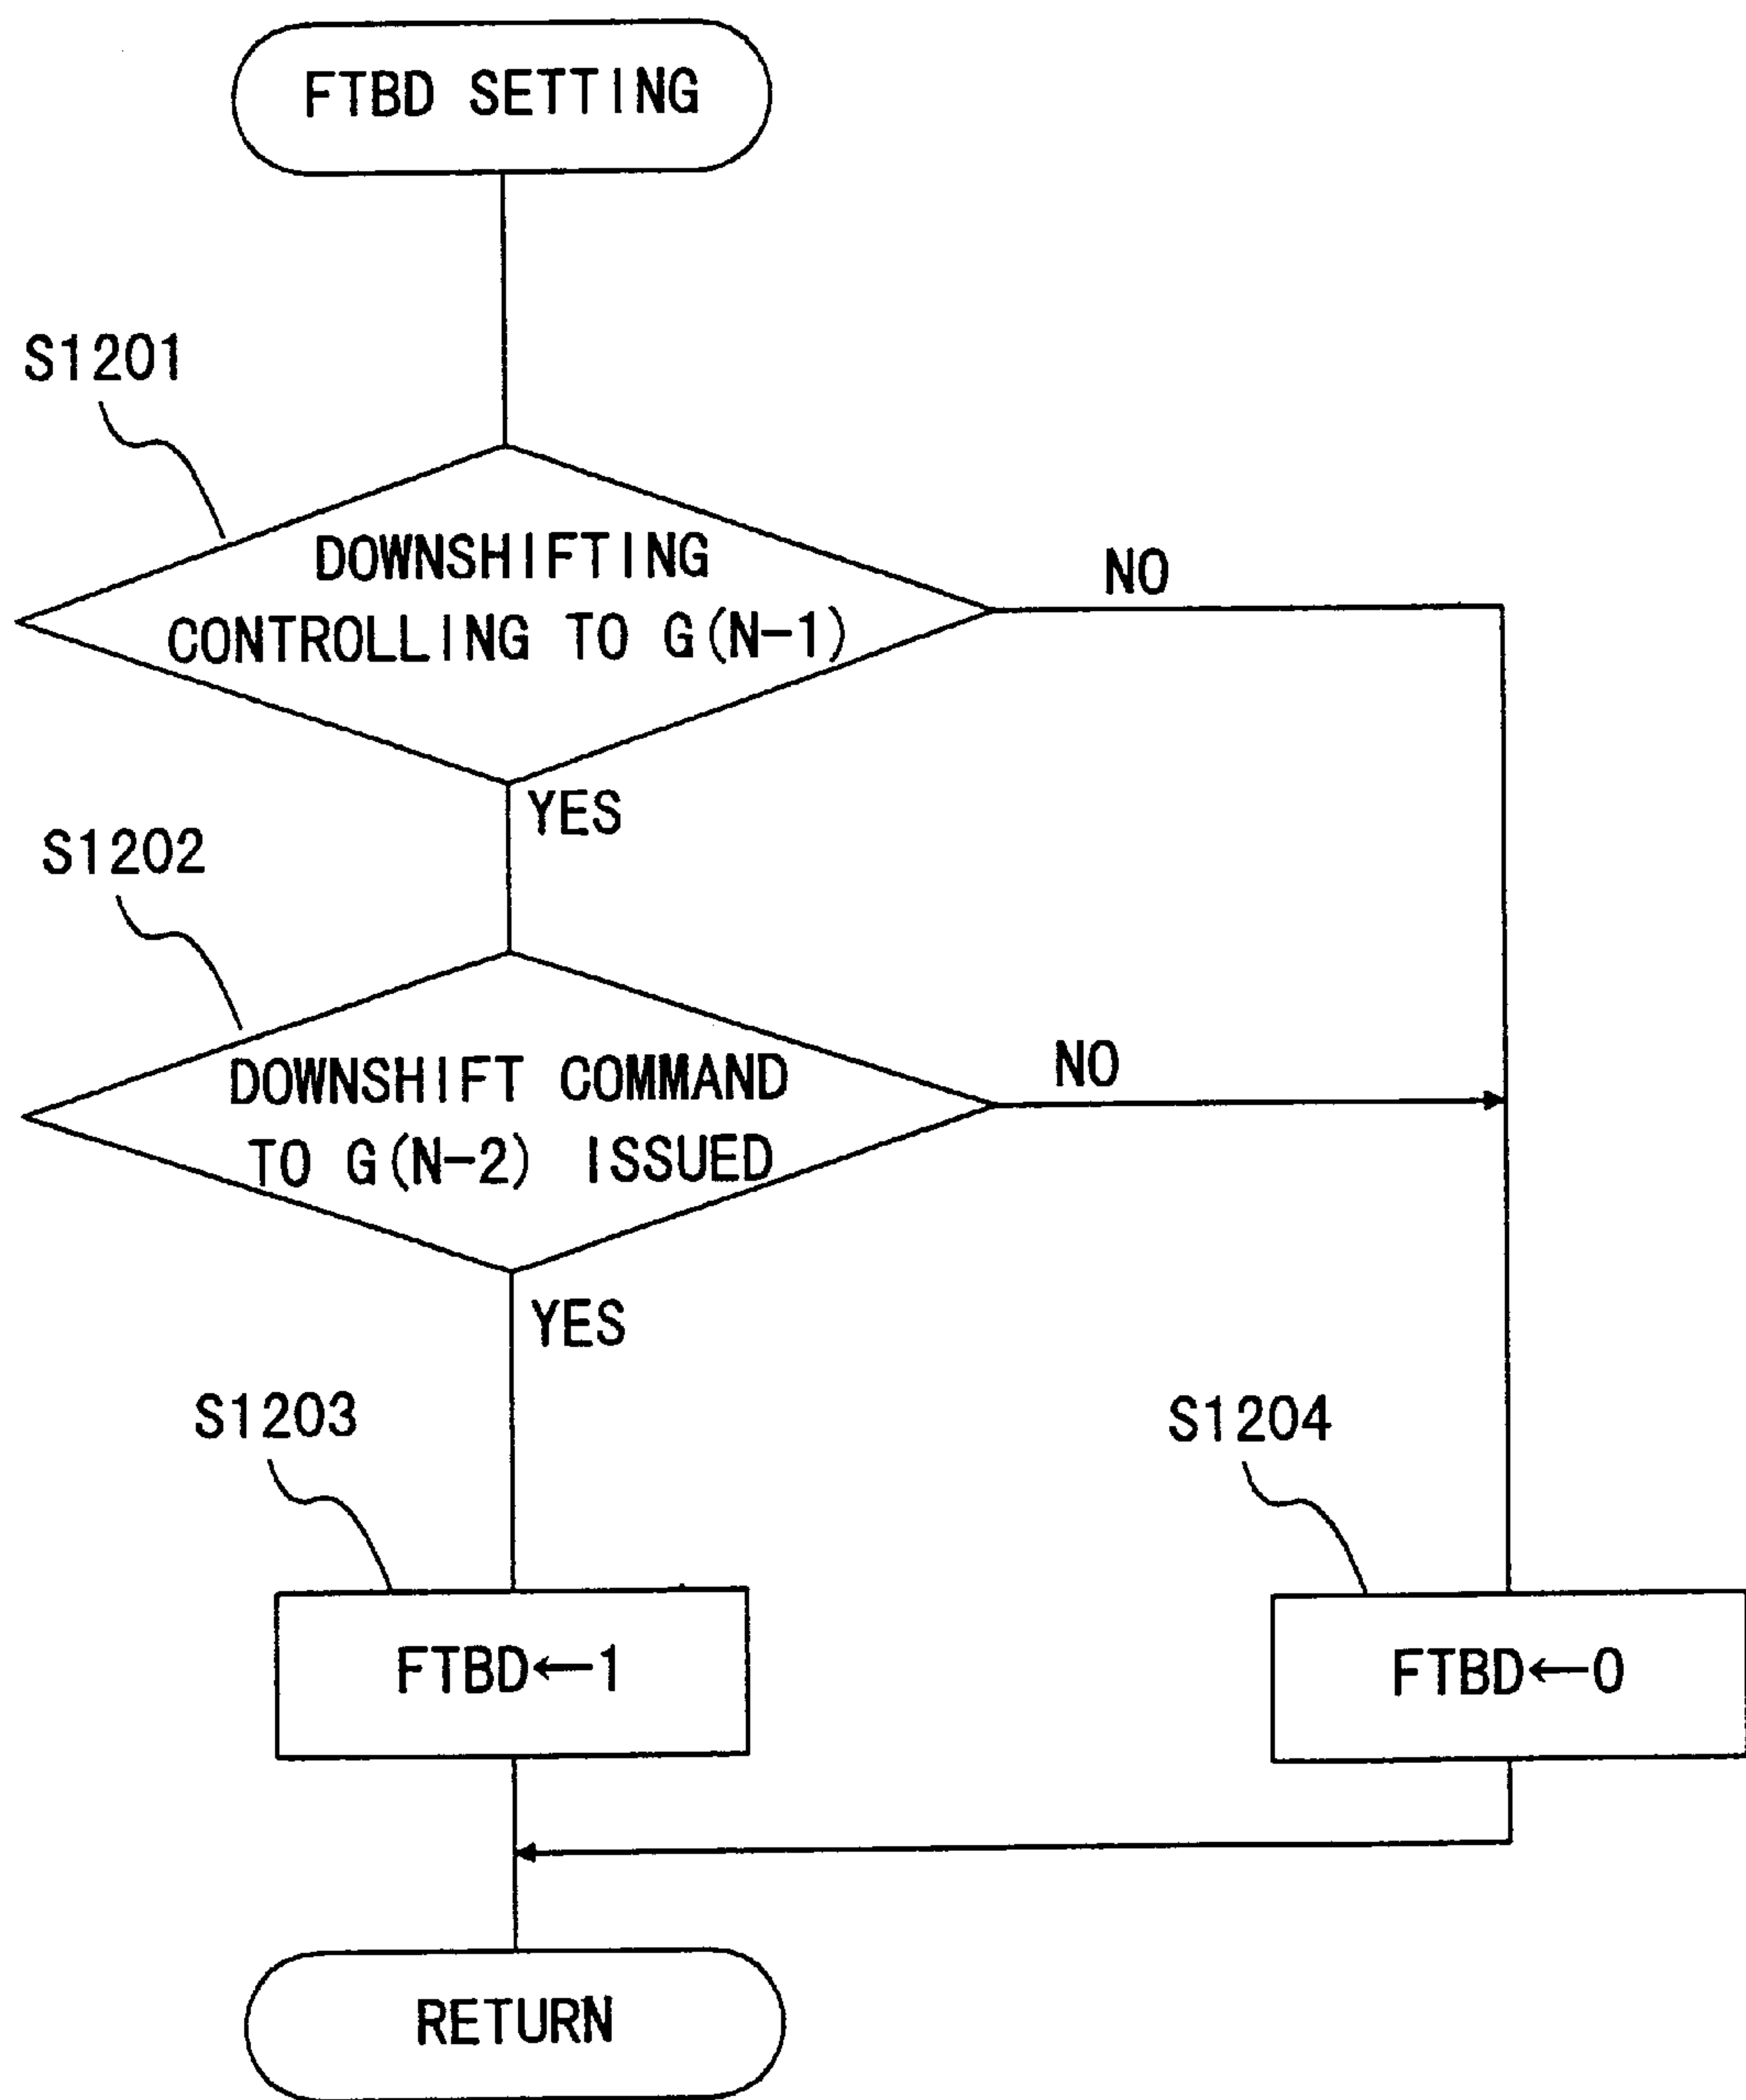 FTBD SETTING
S1201
DOWNSHIFTING
CONTROLLING TO G(N-1)
NO
YES
S1202
DOWNSHIFT COMMAND
TO G(N-2) ISSUED
NO
YES
S1203
S1204
FTBD←1
FTBD←0
RETURN